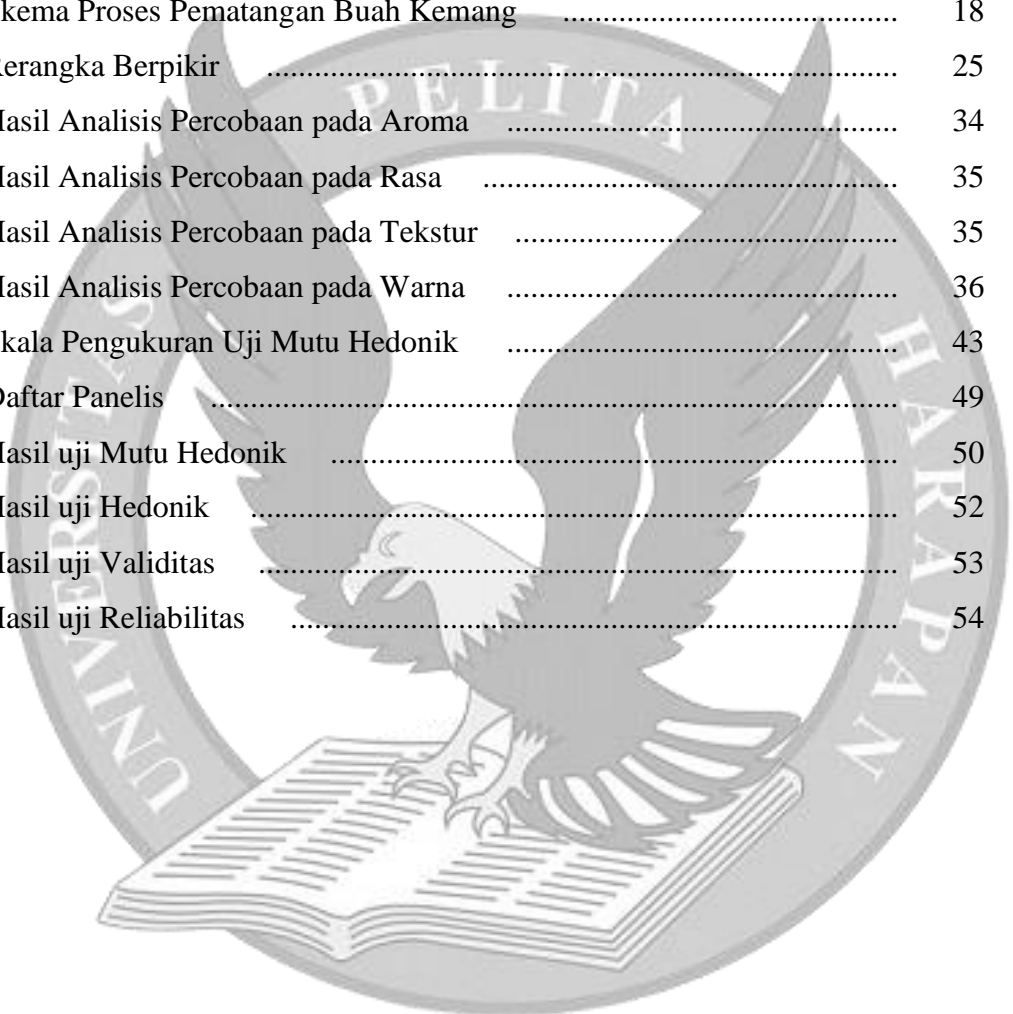 kema Proses Pematangan Buah Kemang .................................................. 18
erangka Berpikir .................................................. 25
Hasil Analisis Percobaan pada Aroma .................................................. 34
Hasil Analisis Percobaan pada Rasa .................................................. 35
Hasil Analisis Percobaan pada Tekstur .................................................. 35
Hasil Analisis Percobaan pada Warna .................................................. 36
kala Pengukuran Uji Mutu Hedonik .................................................. 43
Daftar Panelis .................................................. 49
Hasil uji Mutu Hedonik .................................................. 50
Hasil uji Hedonik .................................................. 52
Hasil uji Validitas .................................................. 53
Hasil uji Reliabilitas .................................................. 54
UNIVERSITAS PELITA HARAPAN